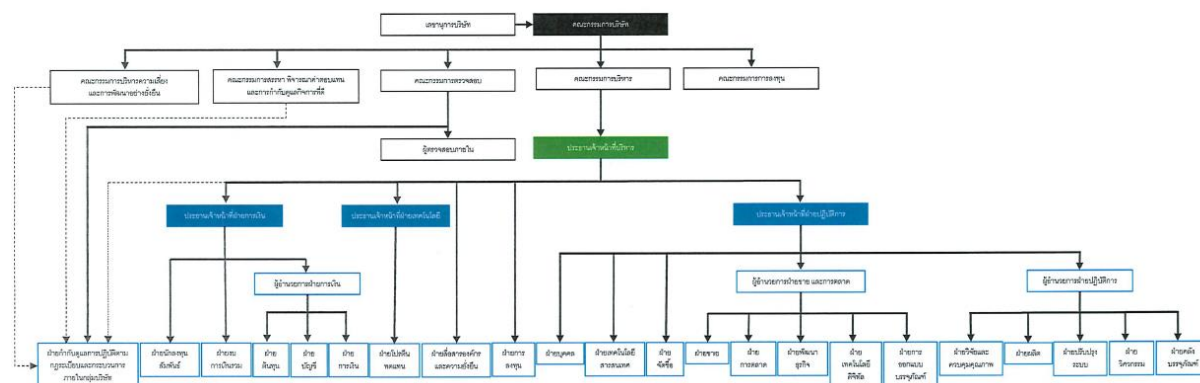 เลขานุการบริษัท
คณะกรรมการบริษัท
คณะกรรมการบริหารความเสี่ยง
และการพัฒนาอย่างยั่งยืน
คณะกรรมการสรรหา พิจารณาค่าตอบแทน
และการกำกับดูแลกิจการที่ดี
คณะกรรมการตรวจสอบ
คณะกรรมการบริหาร
คณะกรรมการการลงทุน
ผู้ตรวจสอบภายใน
ประธานเจ้าหน้าที่บริหาร
ประธานเจ้าหน้าที่ฝ่ายการเงิน
ประธานเจ้าหน้าที่ฝ่ายเทคโนโลยี
ประธานเจ้าหน้าที่ฝ่ายปฏิบัติการ
ผู้อำนวยการฝ่ายการเงิน
ผู้อำนวยการฝ่ายขาย และการตลาด
ผู้อำนวยการฝ่ายปฏิบัติการ
ฝ่ายกำกับดูแลการปฏิบัติตาม
กฎระเบียบและกระบวนการ
ภายในกลุ่มบริษัท
ฝ่ายนักลงทุน
สัมพันธ์
ฝ่ายงบ
การเงินรวม
ฝ่าย
ต้นทุน
ฝ่าย
บัญชี
ฝ่าย
การเงิน
ฝ่ายโปรตีน
ทดแทน
ฝ่ายสื่อสารองค์กร
และความยั่งยืน
ฝ่ายการ
ลงทุน
ฝ่ายบุคคล
ฝ่ายเทคโนโลยี
สารสนเทศ
ฝ่าย
จัดซื้อ
ฝ่ายขาย
ฝ่าย
การตลาด
ฝ่ายพัฒนา
ธุรกิจ
ฝ่าย
เทคโนโลยี
ดิจิทัล
ฝ่ายการ
ออกแบบ
บรรจุภัณฑ์
ฝ่ายวิจัยและ
ควบคุมคุณภาพ
ฝ่ายผลิต
ฝ่ายปรับปรุง
ระบบ
ฝ่าย
วิศวกรรม
ฝ่ายคลัง
บรรจุภัณฑ์